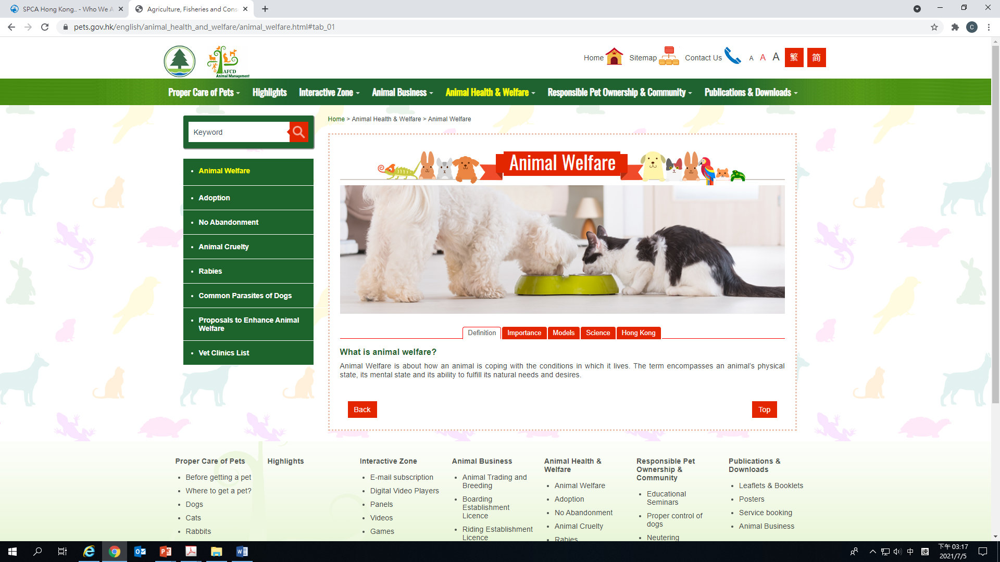 SPCA Hong Kong.. - Who We A
Agriculture, Fisheries and Cons
pets.gov.hk/english/animal_health_and_welfare/animal_welfare.html#tab_01
C
AFCD
Animal Management
Home
Sitemap
Contact Us
A A A
繁
简
Proper Care of Pets
Highlights
Interactive Zone
Animal Business
Animal Health & Welfare
Responsible Pet Ownership & Community
Publications & Downloads
Keyword
Home > Animal Health & Welfare > Animal Welfare
Animal Welfare
Adoption
No Abandonment
Animal Cruelty
Rabies
Common Parasites of Dogs
Proposals to Enhance Animal
Welfare
Vet Clinics List
Animal Welfare
Definition
Importance
Models
Science
Hong Kong
What is animal welfare?
Animal Welfare is about how an animal is coping with the conditions in which it lives. The term encompasses an animal's physical
state, its mental state and its ability to fulfill its natural needs and desires.
Back
Top
Proper Care of Pets
Before getting a pet
Where to get a pet?
Dogs
Cats
Rabbits
Highlights
Interactive Zone
E-mail subscription
Digital Video Players
Panels
Videos
Games
Animal Business
Animal Trading and
Breeding
Boarding
Establishment
Licence
Riding Establishment
Licence
Animal Health &
Welfare
Animal Welfare
Adoption
No Abandonment
Animal Cruelty
Rabies
Responsible Pet
Ownership &
Community
Educational
Seminars
Proper control of
dogs
Neutering
Publications &
Downloads
Leaflets & Booklets
Posters
Service booking
Animal Business
中
速
下午 03:17
2021/7/5